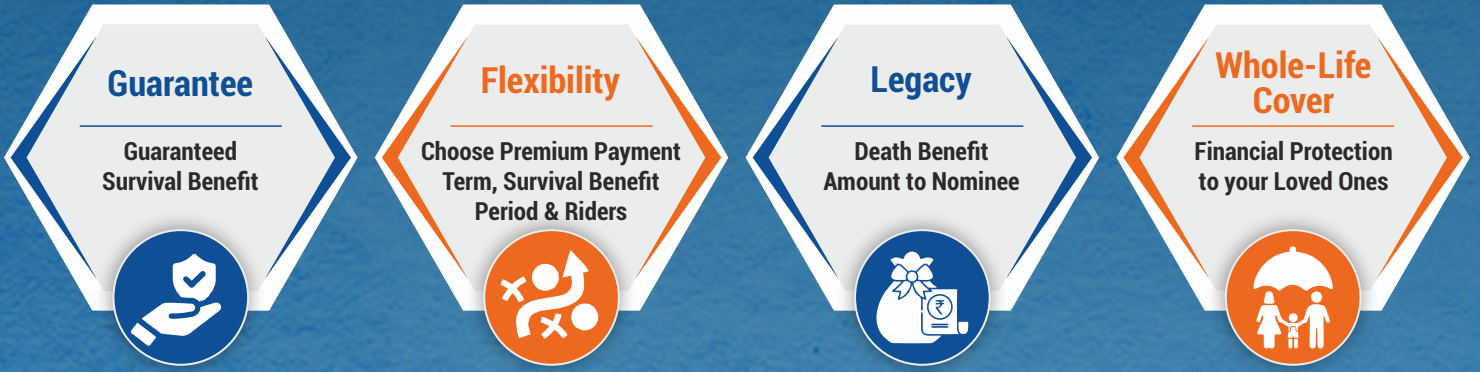 Guarantee
Guaranteed
Survival Benefit
Flexibility
Choose Premium Payment
Term, Survival Benefit
Period & Riders
Legacy
Death Benefit
Amount to Nominee
₹
Whole-Life
Cover
Financial Protection
to your Loved Ones